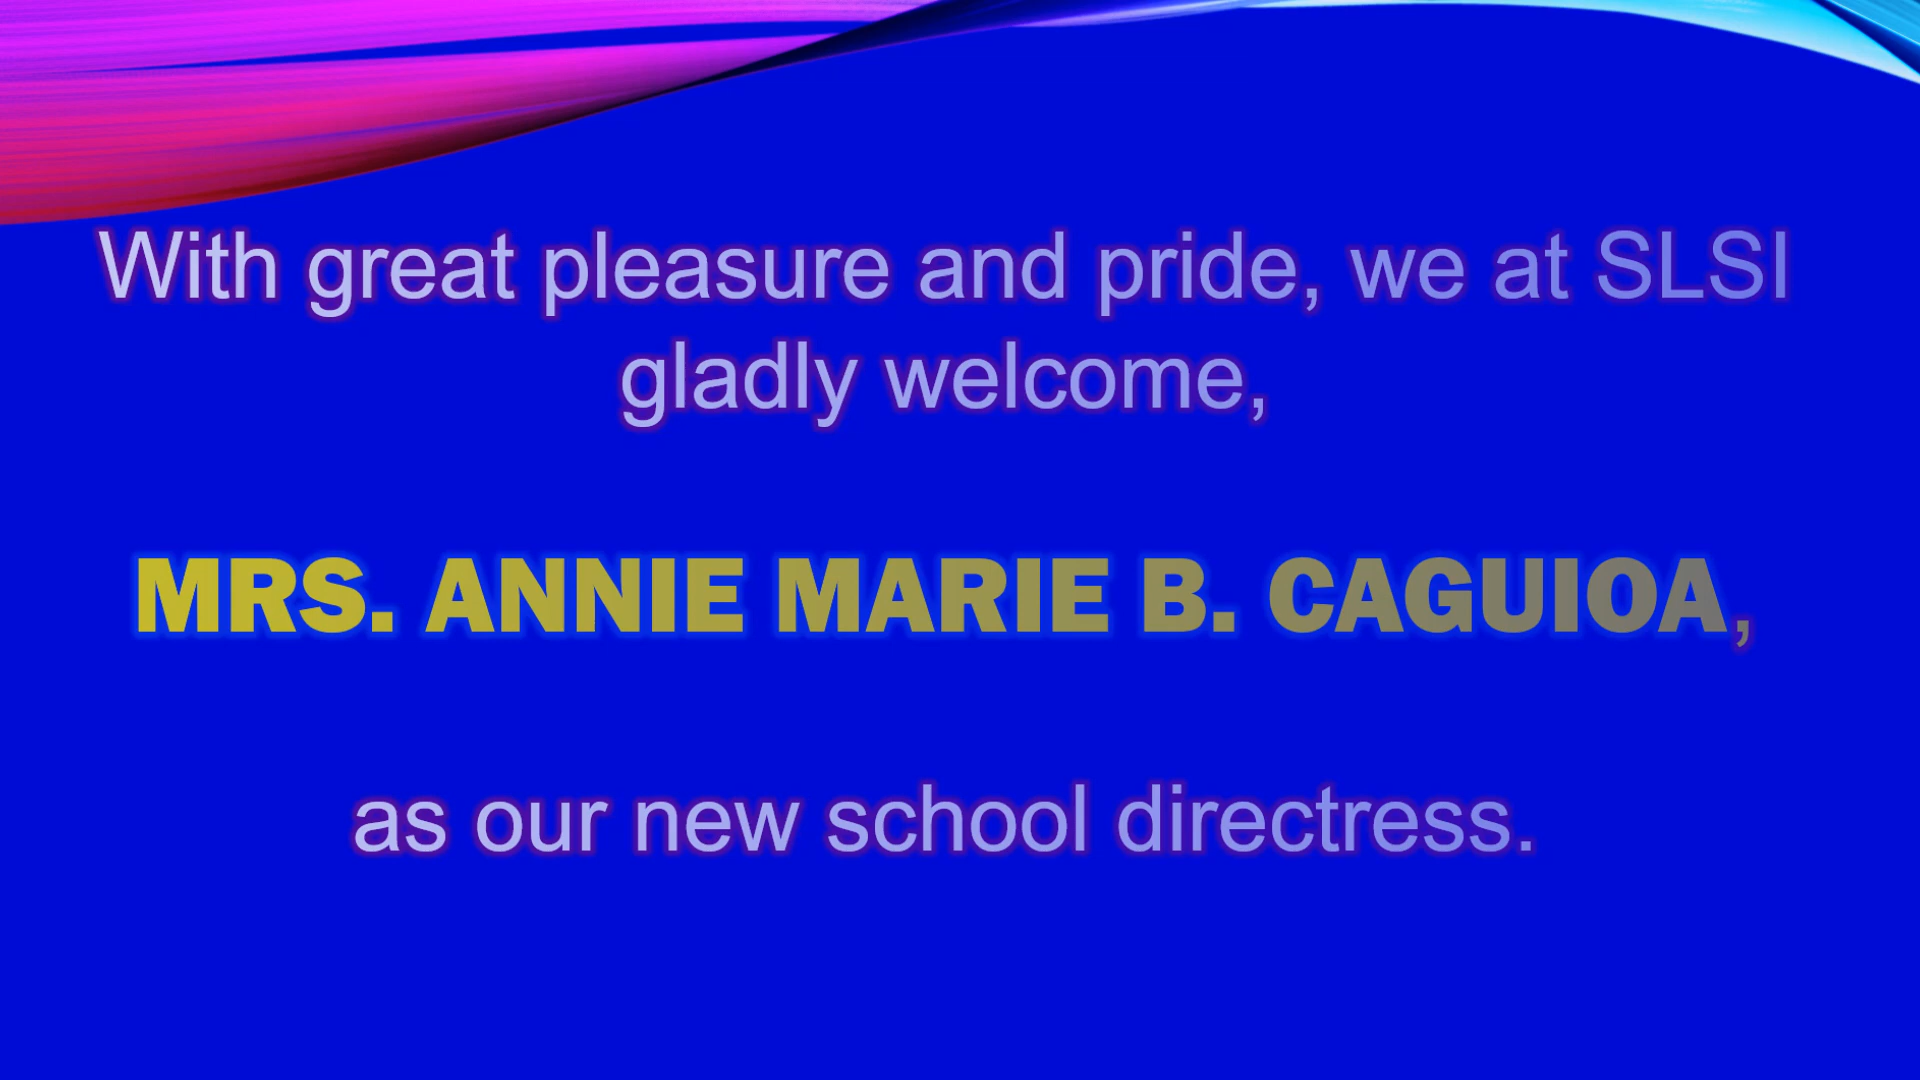 With great pleasure and pride, we at SLSI
gladly welcome,
MRS. ANNIE MARIE B. CAGUIOA,
as our new school directress.